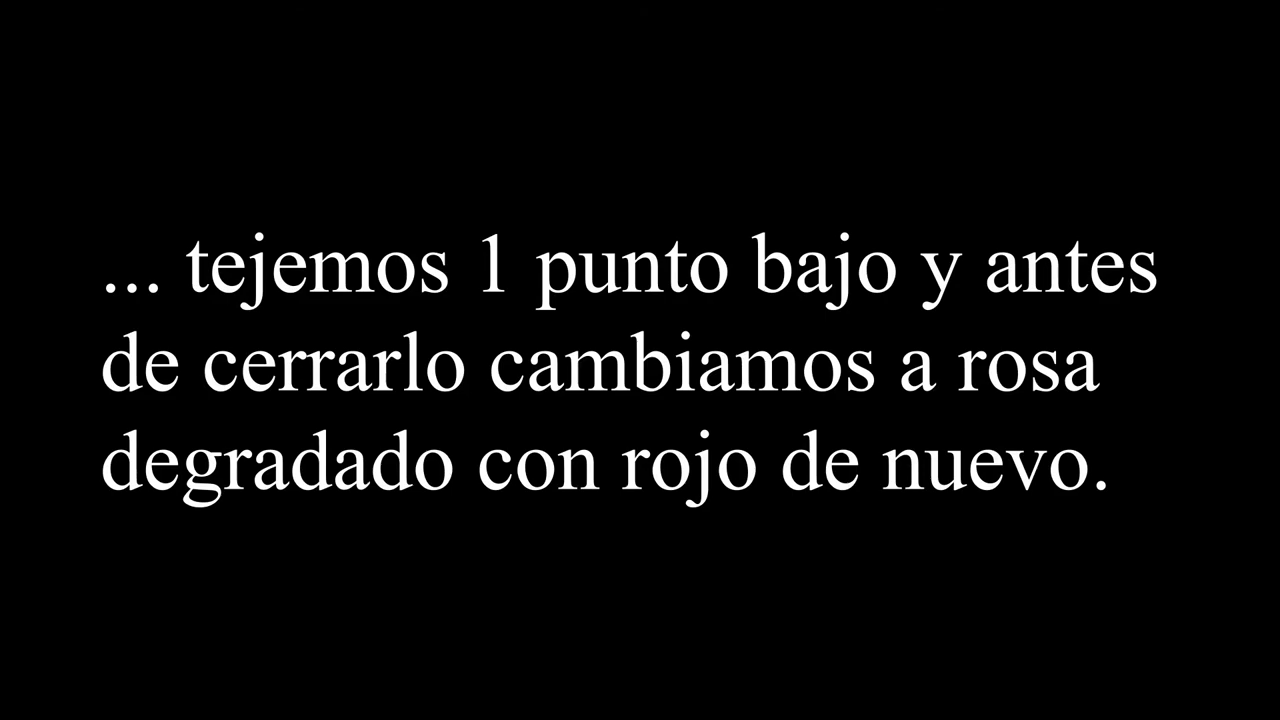 ... tejemos 1 punto bajo y antes
de cerrarlo cambiamos a rosa
degradado con rojo de nuevo.